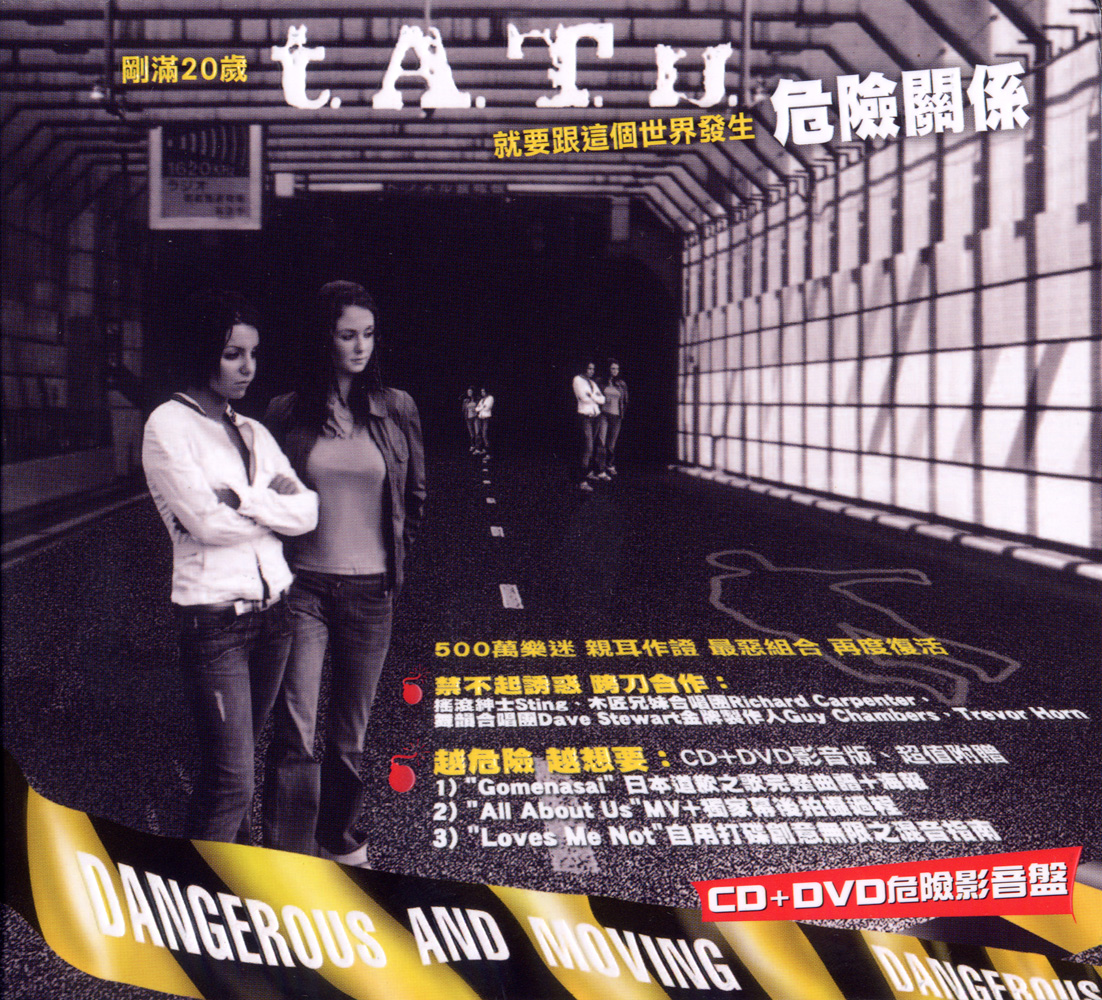 剛滿20歲
t.A.T.u.
就要跟這個世界發生
危險關係
1620
ラジオ
500萬樂迷 親耳作證 最惡組合 再度復活
禁不起誘惑 跨刀合作：
搖滾紳士Sting、木匠兄妹合唱團Richard Carpenter、
舞韻合唱團Dave Stewart金牌製作人Guy Chambers、Trevor Horn
越危險 越想要：CD+DVD影音版、超值附贈
1) "Gomenasai" 日本道歉之歌完整曲譜+海報
2) "All About Us"MV+獨家幕後拍攝過程
3) "Loves Me Not"自用打碟創意無限之混音指南
CD+DVD危險影音盤
DANGEROUS AND MOVING
DANGEROUS